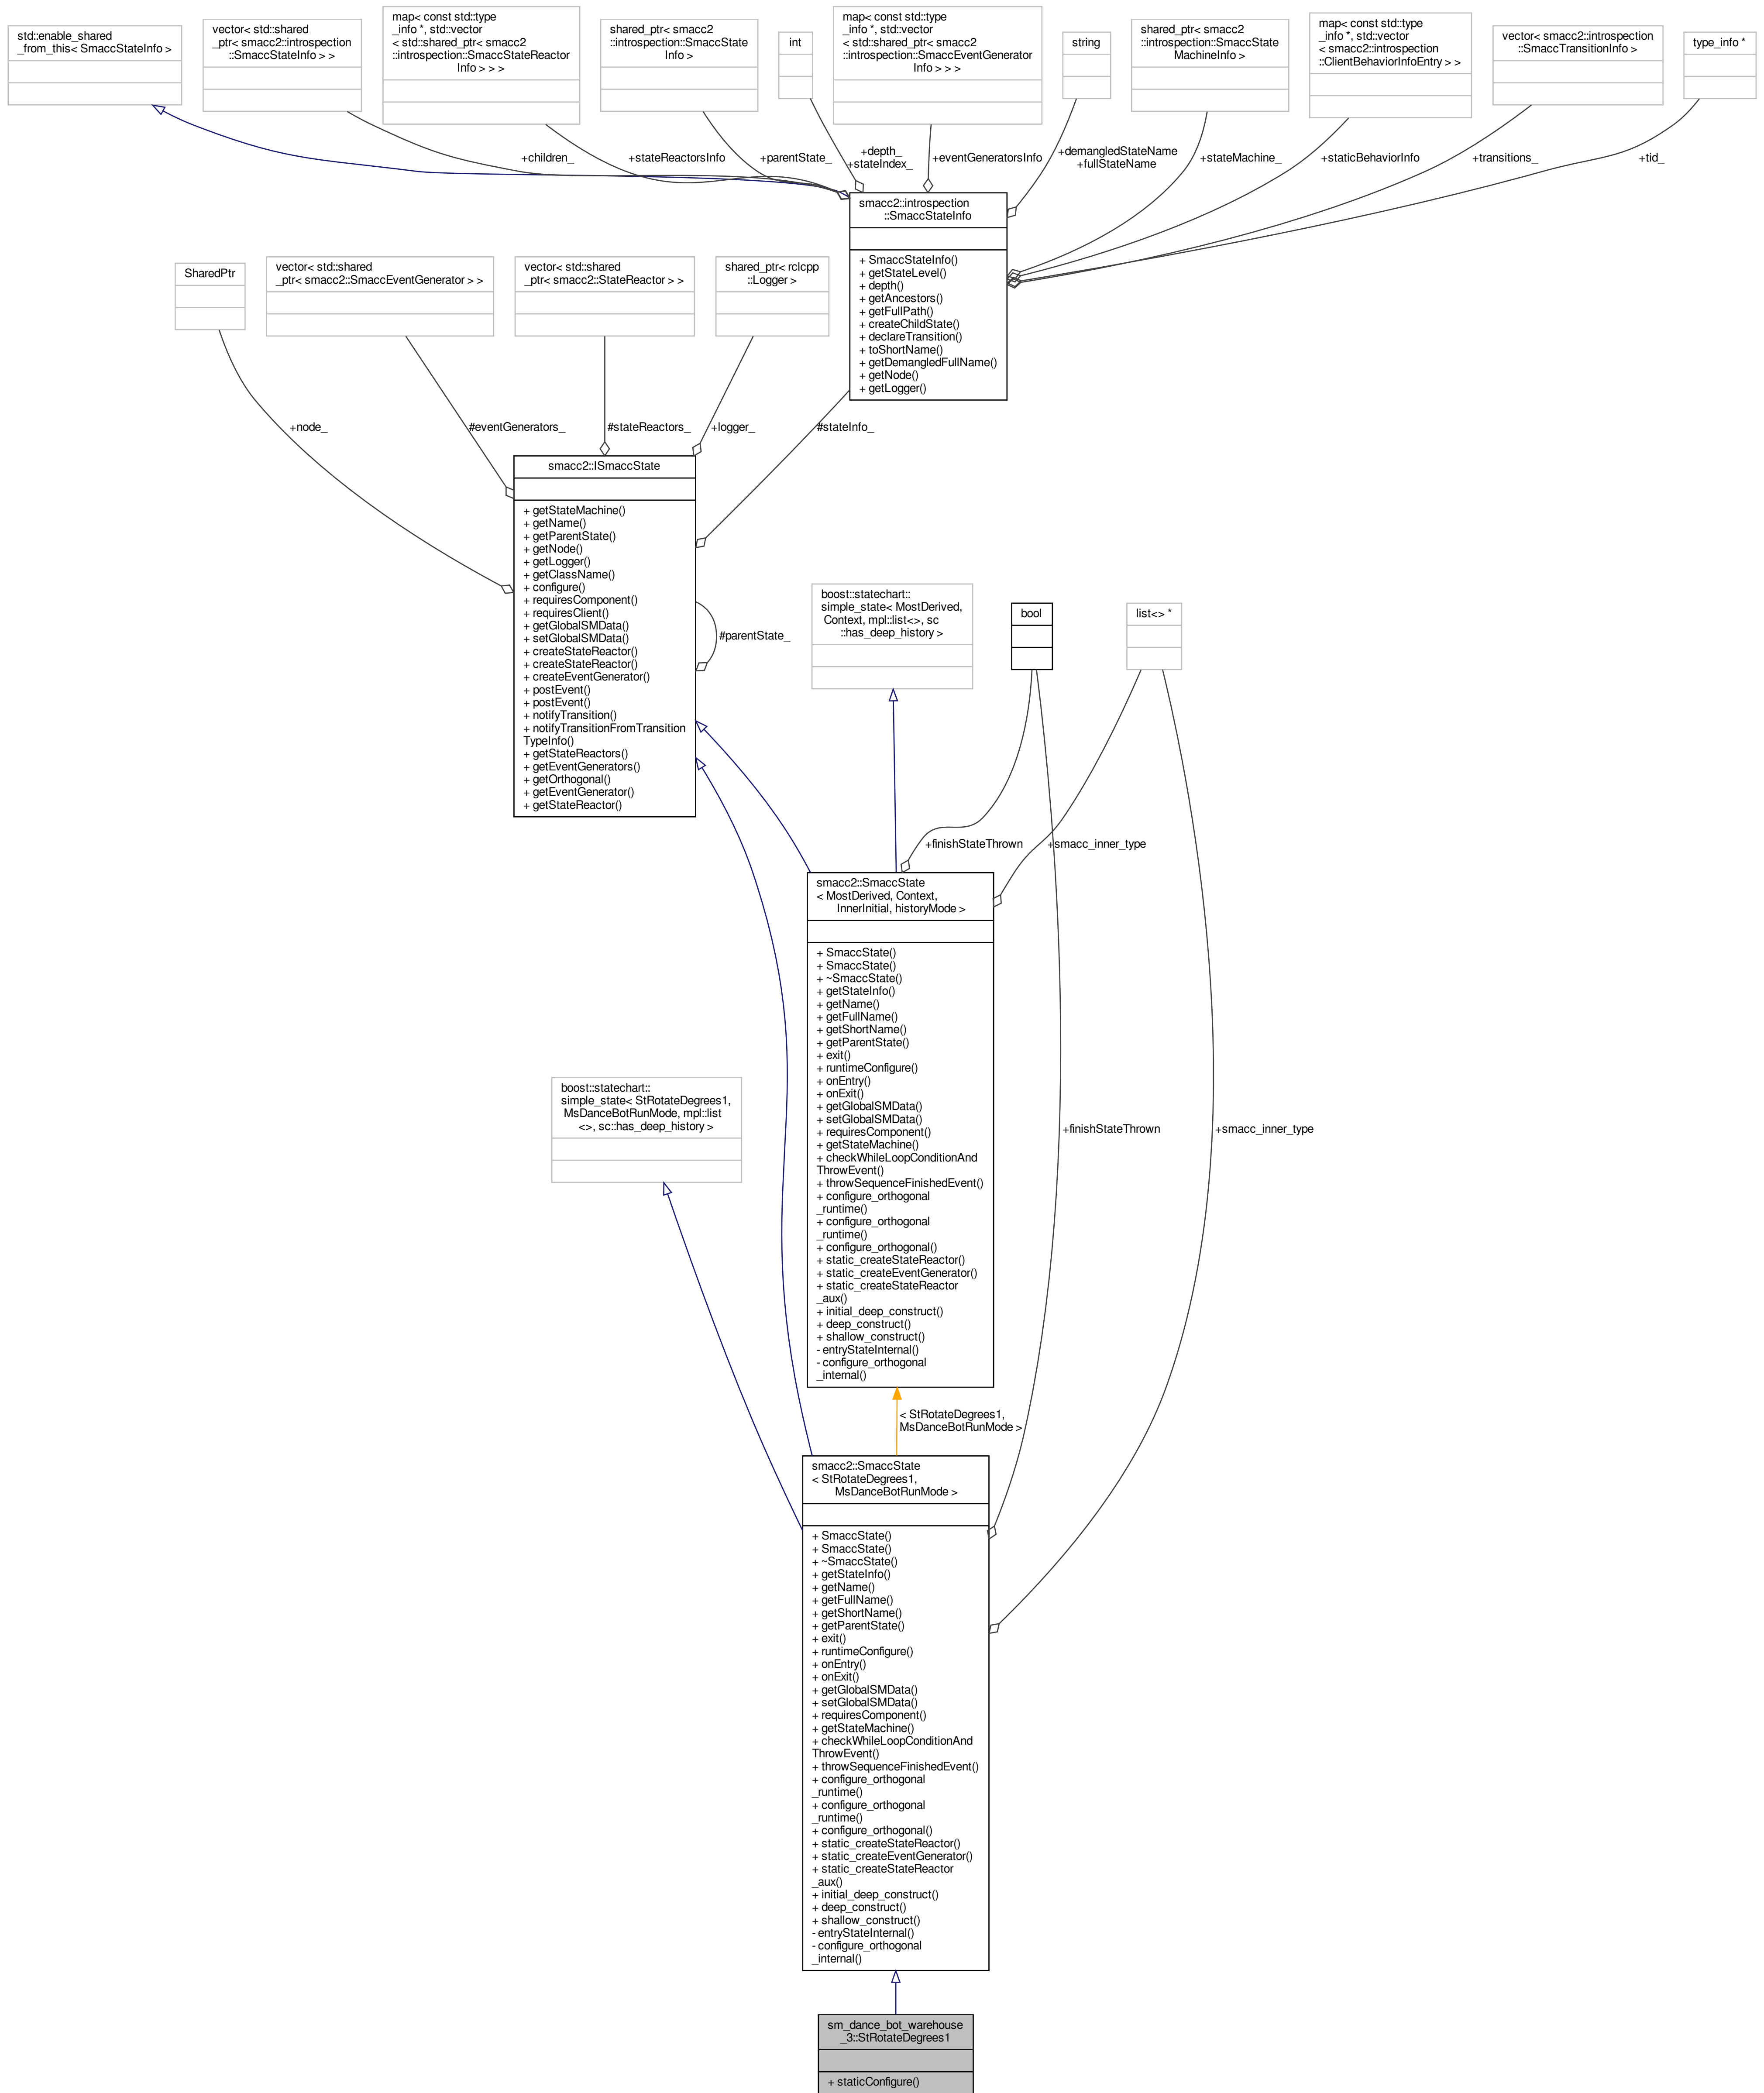 std::enable_shared
_from_this< SmaccStateInfo >
vector< std::shared
_ptr< smacc2::introspection
::SmaccStateInfo > >
map< const std::type
_info *, std::vector
< std::shared_ptr< smacc2
::introspection::SmaccStateReactor
Info > > >
shared_ptr< smacc2
::introspection::SmaccState
Info >
int
map< const std::type
_info *, std::vector
< std::shared_ptr< smacc2
::introspection::SmaccEventGenerator
Info > > >
string
shared_ptr< smacc2
::introspection::SmaccState
MachineInfo >
map< const std::type
_info *, std::vector
< smacc2::introspection
::ClientBehaviorInfoEntry > >
vector< smacc2::introspection
::SmaccTransitionInfo >
type_info *
+children_
+stateReactorsInfo
+parentState_
+depth_
+stateIndex_
+eventGeneratorsInfo
+demangledStateName
+fullStateName
+stateMachine_
+staticBehaviorInfo
+transitions_
+tid_
smacc2::introspection
::SmaccStateInfo
+ SmaccStateInfo()
+ getStateLevel()
+ depth()
+ getAncestors()
+ getFullPath()
+ createChildState()
+ declareTransition()
+ toShortName()
+ getDemangledFullName()
+ getNode()
+ getLogger()
SharedPtr
vector< std::shared
_ptr< smacc2::SmaccEventGenerator > >
vector< std::shared
_ptr< smacc2::StateReactor > >
shared_ptr< rclcpp
::Logger >
+node_
#eventGenerators_
#stateReactors_
+logger_
#stateInfo_
smacc2::ISmaccState
+ getStateMachine()
+ getName()
+ getParentState()
+ getNode()
+ getLogger()
+ getClassName()
+ configure()
+ requiresComponent()
+ requiresClient()
+ getGlobalSMData()
+ setGlobalSMData()
+ createStateReactor()
+ createStateReactor()
+ createEventGenerator()
+ postEvent()
+ postEvent()
+ notifyTransition()
+ notifyTransitionFromTransition
TypeInfo()
+ getStateReactors()
+ getEventGenerators()
+ getOrthogonal()
+ getEventGenerator()
+ getStateReactor()
#parentState_
boost::statechart::
simple_state< MostDerived,
Context, mpl::list<>, sc
::has_deep_history >
bool
list<> *
+finishStateThrown
+smacc_inner_type
smacc2::SmaccState
< MostDerived, Context,
InnerInitial, historyMode >
+ SmaccState()
+ SmaccState()
+ ~SmaccState()
+ getStateInfo()
+ getName()
+ getFullName()
+ getShortName()
+ getParentState()
+ exit()
+ runtimeConfigure()
+ onEntry()
+ onExit()
+ getGlobalSMData()
+ setGlobalSMData()
+ requiresComponent()
+ getStateMachine()
+ checkWhileLoopConditionAnd
ThrowEvent()
+ throwSequenceFinishedEvent()
+ configure_orthogonal
_runtime()
+ configure_orthogonal
_runtime()
+ configure_orthogonal()
+ static_createStateReactor()
+ static_createEventGenerator()
+ static_createStateReactor
_aux()
+ initial_deep_construct()
+ deep_construct()
+ shallow_construct()
- entryStateInternal()
- configure_orthogonal
_internal()
boost::statechart::
simple_state< StRotateDegrees1,
MsDanceBotRunMode, mpl::list
<>, sc::has_deep_history >
+finishStateThrown
+smacc_inner_type
< StRotateDegrees1,
MsDanceBotRunMode >
smacc2::SmaccState
< StRotateDegrees1,
MsDanceBotRunMode >
+ SmaccState()
+ SmaccState()
+ ~SmaccState()
+ getStateInfo()
+ getName()
+ getFullName()
+ getShortName()
+ getParentState()
+ exit()
+ runtimeConfigure()
+ onEntry()
+ onExit()
+ getGlobalSMData()
+ setGlobalSMData()
+ requiresComponent()
+ getStateMachine()
+ checkWhileLoopConditionAnd
ThrowEvent()
+ throwSequenceFinishedEvent()
+ configure_orthogonal
_runtime()
+ configure_orthogonal
_runtime()
+ configure_orthogonal()
+ static_createStateReactor()
+ static_createEventGenerator()
+ static_createStateReactor
_aux()
+ initial_deep_construct()
+ deep_construct()
+ shallow_construct()
- entryStateInternal()
- configure_orthogonal
_internal()
sm_dance_bot_warehouse
_3::StRotateDegrees1
+ staticConfigure()